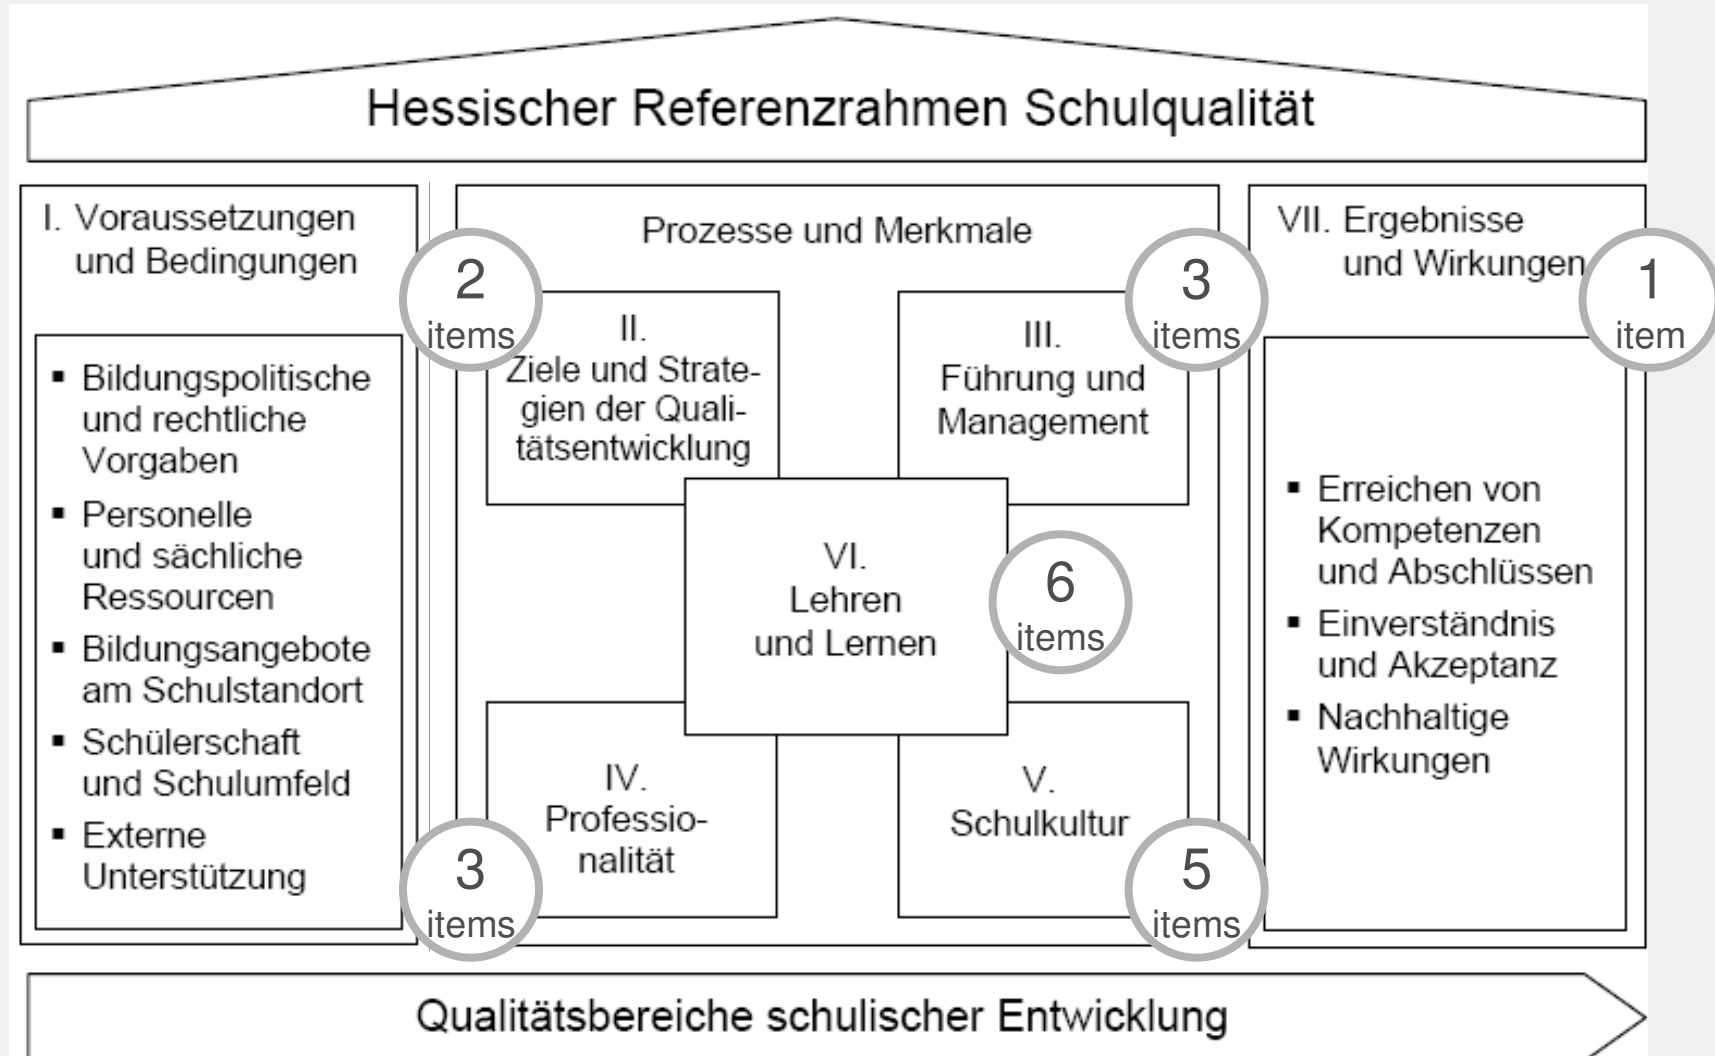 Hessischer Referenzrahmen Schulqualität
I. Voraussetzungen
und Bedingungen
▪ Bildungspolitische
und rechtliche
Vorgaben
▪ Personelle
und sächliche
Ressourcen
▪ Bildungsangebote
am Schulstandort
▪ Schülerschaft
und Schulumfeld
▪ Externe
Unterstützung
Prozesse und Merkmale
2
items
II.
Ziele und Strate-
gien der Quali-
tätsentwicklung
3
items
III.
Führung und
Management
VI.
Lehren
und Lernen
6
items
IV.
Professio-
nalität
3
items
V.
Schulkultur
5
items
VII. Ergebnisse
und Wirkungen
1
item
▪ Erreichen von
Kompetenzen
und Abschlüssen
▪ Einverständnis
und Akzeptanz
▪ Nachhaltige
Wirkungen
Qualitätsbereiche schulischer Entwicklung